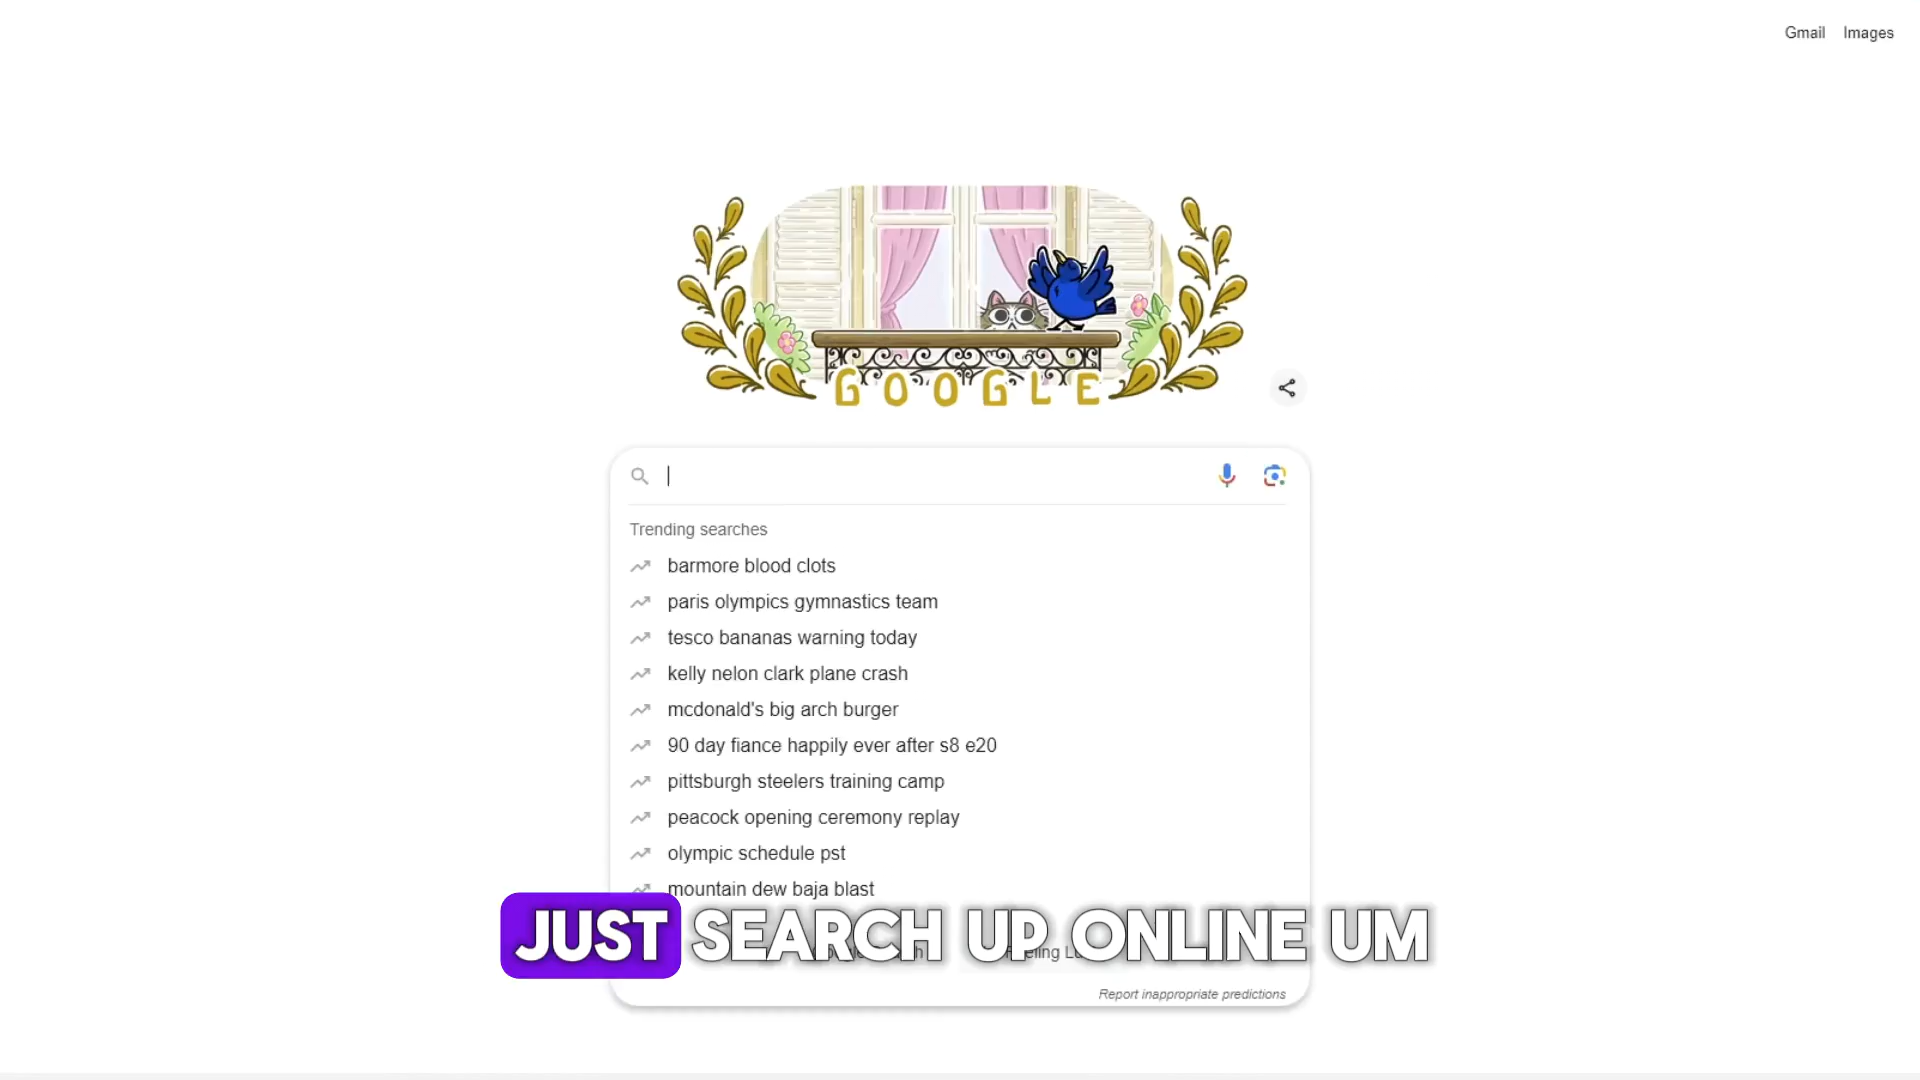 Gmail Images
GOOGLE
Trending searches
barmore blood clots
paris olympics gymnastics team
tesco bananas warning today
kelly nelon clark plane crash
mcdonald's big arch burger
90 day fiance happily ever after s8 e20
pittsburgh steelers training camp
peacock opening ceremony replay
olympic schedule pst
mountain dew baja blast
JUST SEARCH UP ONLINE UM
Report inappropriate predictions